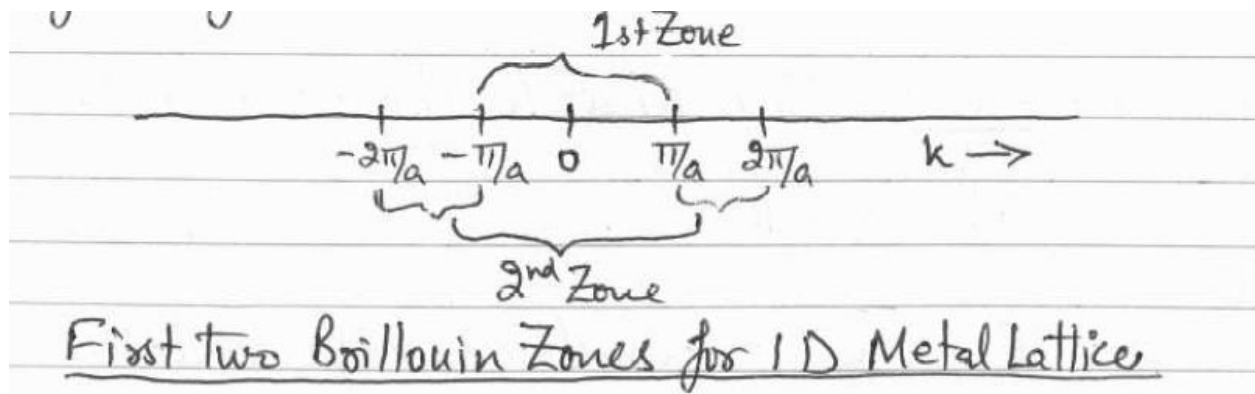 1st Zone
-2π/a -π/a 0 π/a 2π/a k →
2nd Zone
First two Brillouin Zones for 1D Metal Lattice